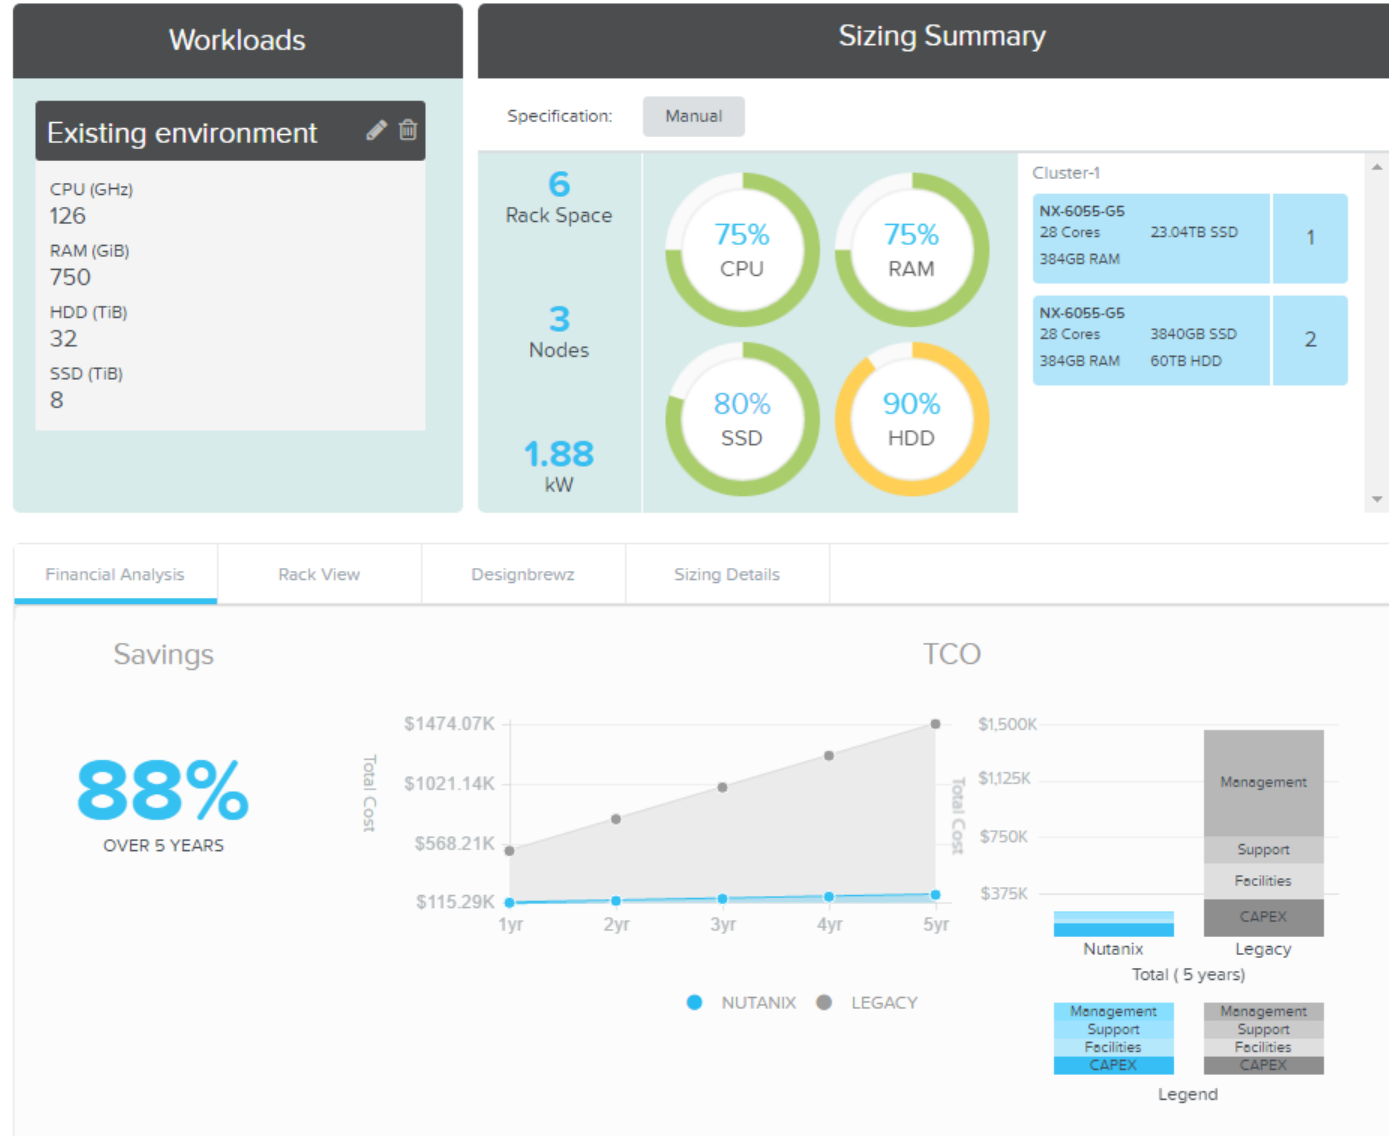 Workloads
Existing environment
CPU (GHz)
126
RAM (GiB)
750
HDD (TiB)
32
SSD (TiB)
8
Sizing Summary
Specification: Manual
6
Rack Space
3
Nodes
1.88
kW
75%
CPU
75%
RAM
80%
SSD
90%
HDD
Cluster-1
NX-6055-G5
28 Cores 23.04TB SSD
384GB RAM
1
NX-6055-G5
28 Cores 3840GB SSD
384GB RAM 60TB HDD
2
Financial Analysis Rack View Designbrewz Sizing Details
Savings
88%
OVER 5 YEARS
TCO
Total Cost
$1474.07K
$1021.14K
$568.21K
$115.29K
1yr 2yr 3yr 4yr 5yr
NUTANIX LEGACY
Total Cost
$1,500K
$1,125K
$750K
$375K
Management
Support
Facilities
CAPEX
Nutanix Legacy
Total ( 5 years)
Management Management
Support Support
Facilities Facilities
CAPEX CAPEX
Legend